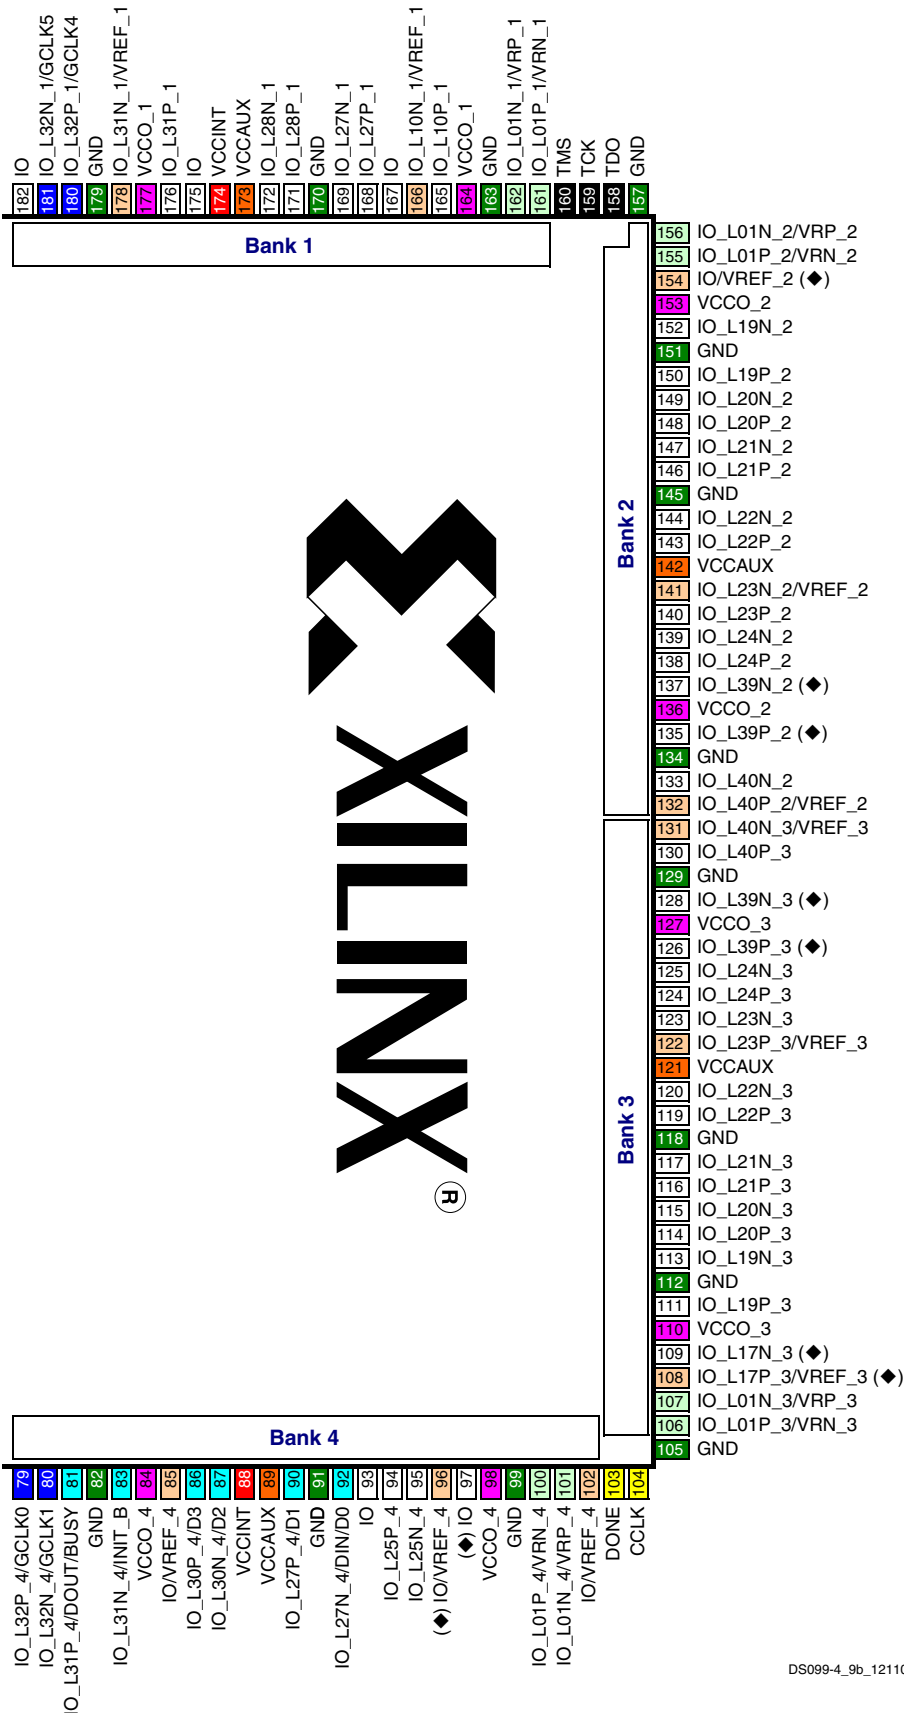 182 IO
181 IO_L32N_1/GCLK5
180 IO_L32P_1/GCLK4
179 GND
178 IO_L31N_1/VREF_1
177 VCCO_1
176 IO_L31P_1
175 IO
174 VCCINT
173 VCCAUX
172 IO_L28N_1
171 IO_L28P_1
170 GND
169 IO_L27N_1
168 IO_L27P_1
167 IO
166 IO_L10N_1/VREF_1
165 IO_L10P_1
164 VCCO_1
163 GND
162 IO_L01N_1/VRP_1
161 IO_L01P_1/VRN_1
160 TMS
159 TCK
158 TDO
157 GND
Bank 1
156 IO_L01N_2/VRP_2
155 IO_L01P_2/VRN_2
154 IO/VREF_2 (◆)
153 VCCO_2
152 IO_L19N_2
151 GND
150 IO_L19P_2
149 IO_L20N_2
148 IO_L20P_2
147 IO_L21N_2
146 IO_L21P_2
145 GND
144 IO_L22N_2
143 IO_L22P_2
142 VCCAUX
141 IO_L23N_2/VREF_2
140 IO_L23P_2
139 IO_L24N_2
138 IO_L24P_2
137 IO_L39N_2 (◆)
136 VCCO_2
135 IO_L39P_2 (◆)
134 GND
133 IO_L40N_2
132 IO_L40P_2/VREF_2
Bank 2
131 IO_L40N_3/VREF_3
130 IO_L40P_3
129 GND
128 IO_L39N_3 (◆)
127 VCCO_3
126 IO_L39P_3 (◆)
125 IO_L24N_3
124 IO_L24P_3
123 IO_L23N_3
122 IO_L23P_3/VREF_3
121 VCCAUX
120 IO_L22N_3
119 IO_L22P_3
118 GND
117 IO_L21N_3
116 IO_L21P_3
115 IO_L20N_3
114 IO_L20P_3
113 IO_L19N_3
112 GND
111 IO_L19P_3
110 VCCO_3
109 IO_L17N_3 (◆)
108 IO_L17P_3/VREF_3 (◆)
107 IO_L01N_3/VRP_3
106 IO_L01P_3/VRN_3
105 GND
Bank 3
XILINX
®
Bank 4
79 IO_L32P_4/GCLK0
80 IO_L32N_4/GCLK1
81 IO_L31P_4/DOUT/BUSY
82 GND
83 IO_L31N_4/INIT_B
84 VCCO_4
85 IO/VREF_4
86 IO_L30P_4/D3
87 IO_L30N_4/D2
88 VCCINT
89 VCCAUX
90 IO_L27P_4/D1
91 GND
92 IO_L27N_4/DIN/D0
93 IO
94 IO_L25P_4
95 IO_L25N_4
96 (◆) IO/VREF_4
97 (◆) IO
98 VCCO_4
99 GND
100 IO_L01P_4/VRN_4
101 IO_L01N_4/VRP_4
102 IO/VREF_4
103 DONE
104 CCLK
DS099-4_9b_12110